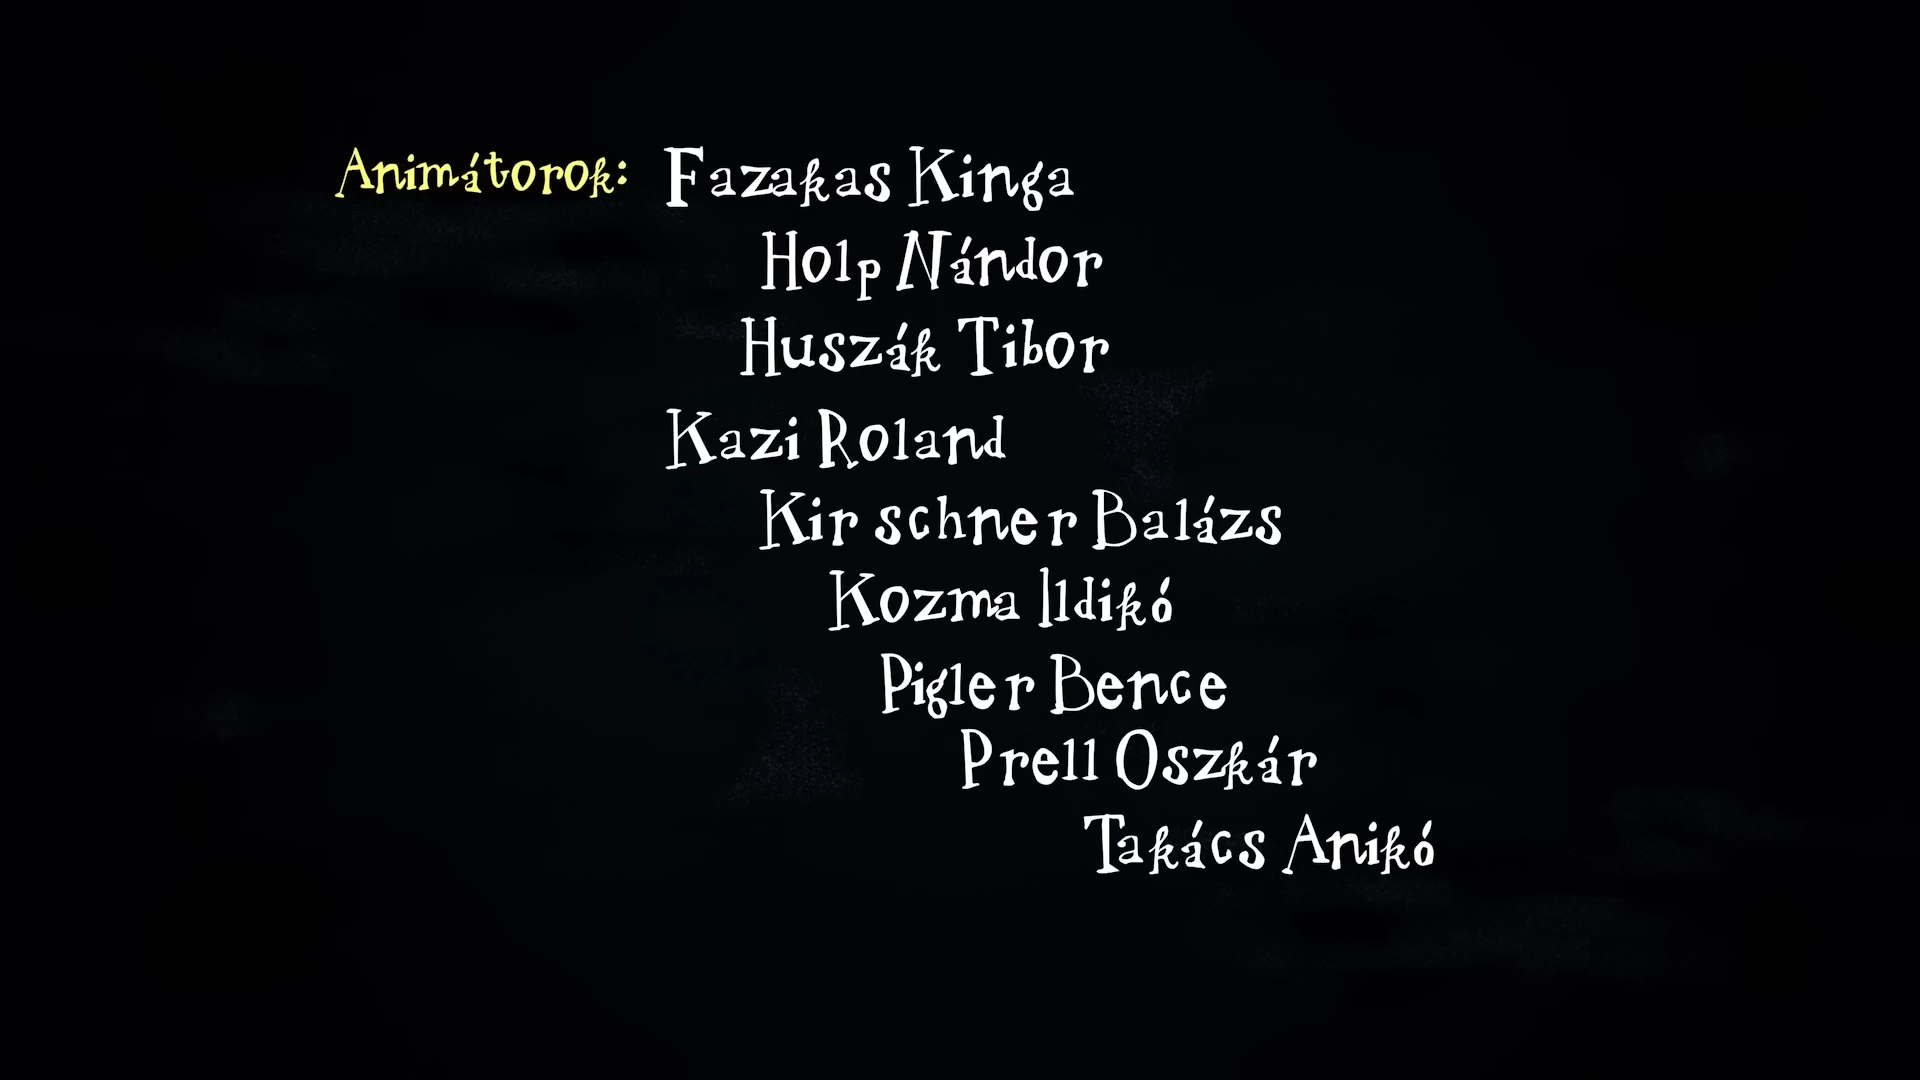 Animátorok: Fazakas Kinga
Holp Nándor
Huszák Tibor
Kazi Roland
Kirschner Balázs
Kozma Ildikó
Pigler Bence
Prell Oszkár
Takács Anikó